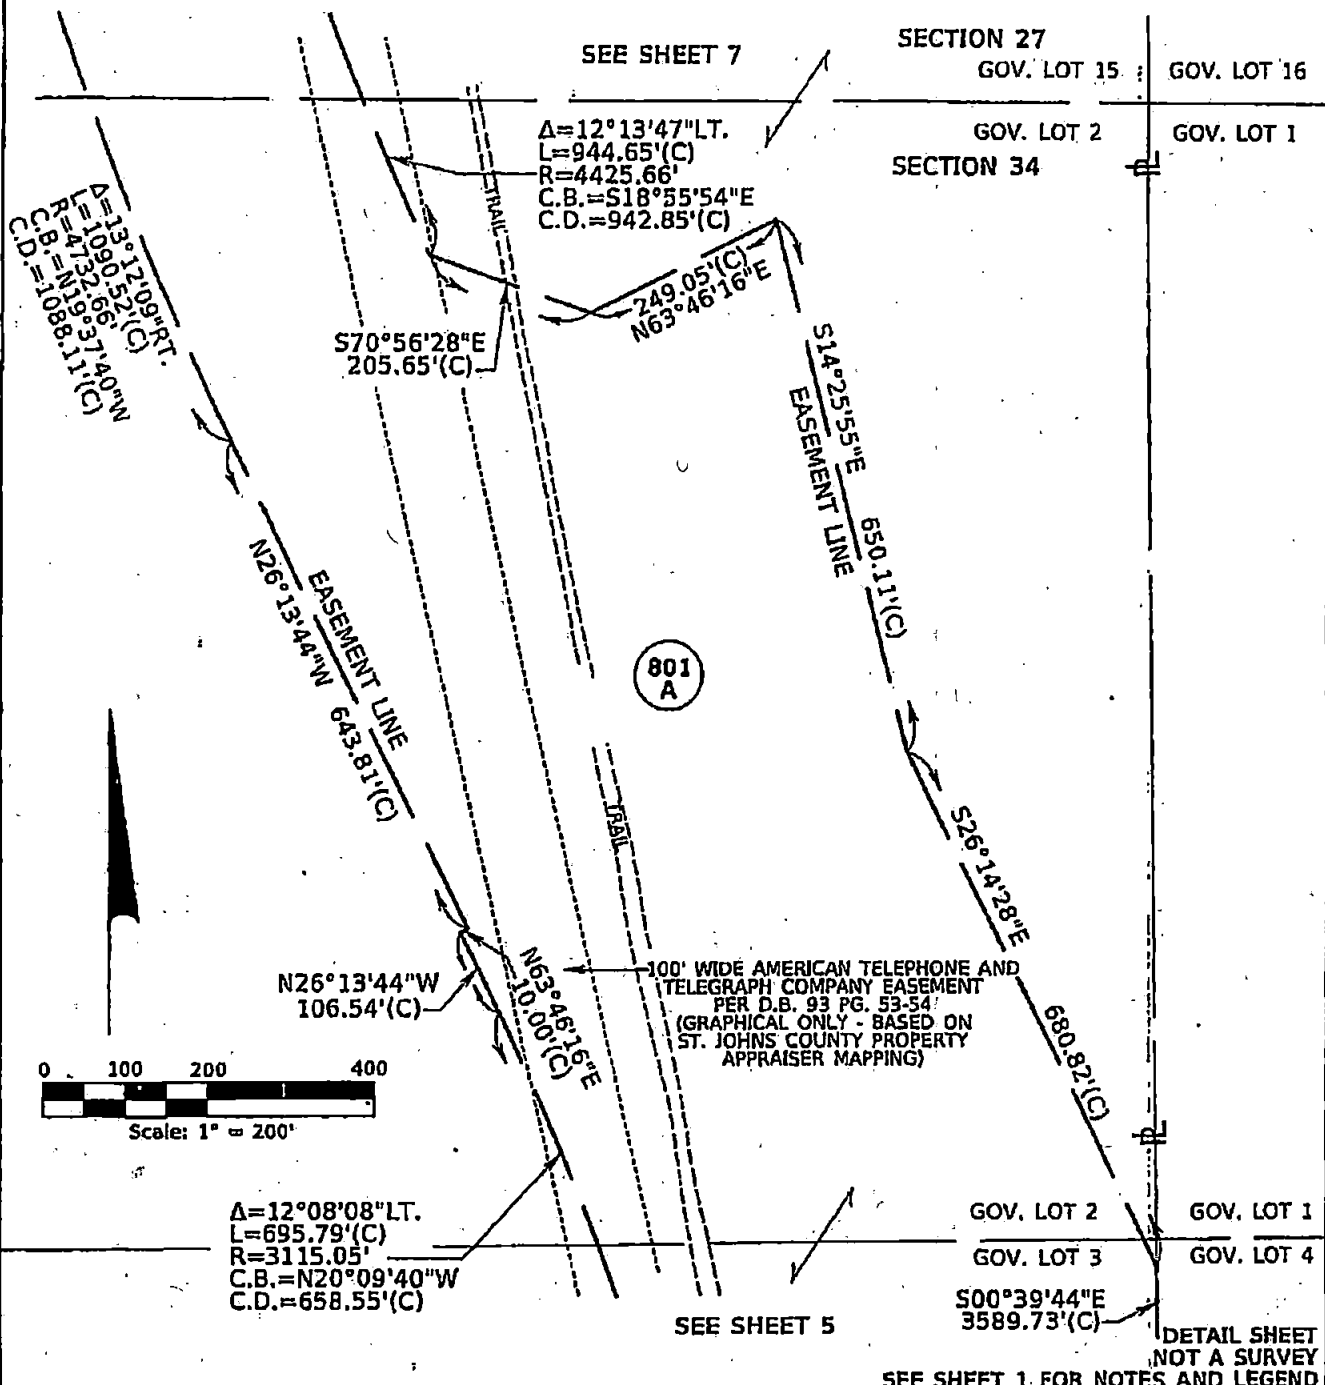 SEE SHEET 7
SECTION 27
GOV. LOT 15
GOV. LOT 16
GOV. LOT 2
GOV. LOT 1
SECTION 34
Δ=12°13'47"LT.
L=944.65'(C)
R=4425.66'
C.B.=S18°55'54"E
C.D.=942.85'(C)
TRAIL
Δ=13°12'09"RT.
L=1090.52'(C)
R=4732.66'
C.B.=N19°37'40"W
C.D.=1088.11'(C)
249.05'(C)
N63°46'16"E
S70°56'28"E
205.65'(C)
S14°25'55"E 650.11'(C)
EASEMENT LINE
EASEMENT LINE
N26°13'44"W 643.81'(C)
801
A
TRAIL
S26°14'28"E 680.82'(C)
N26°13'44"W
106.54'(C)
N63°46'16"E
10.00'(C)
100' WIDE AMERICAN TELEPHONE AND
TELEGRAPH COMPANY EASEMENT
PER D.B. 93 PG. 53-54
(GRAPHICAL ONLY - BASED ON
ST. JOHNS COUNTY PROPERTY
APPRAISER MAPPING)
0 100 200 400
Scale: 1" = 200'
Δ=12°08'08"LT.
L=695.79'(C)
R=3115.05'
C.B.=N20°09'40"W
C.D.=658.55'(C)
GOV. LOT 2
GOV. LOT 1
GOV. LOT 3
GOV. LOT 4
S00°39'44"E
3589.73'(C)
SEE SHEET 5
DETAIL SHEET
NOT A SURVEY
SEE SHEET 1 FOR NOTES AND LEGEND